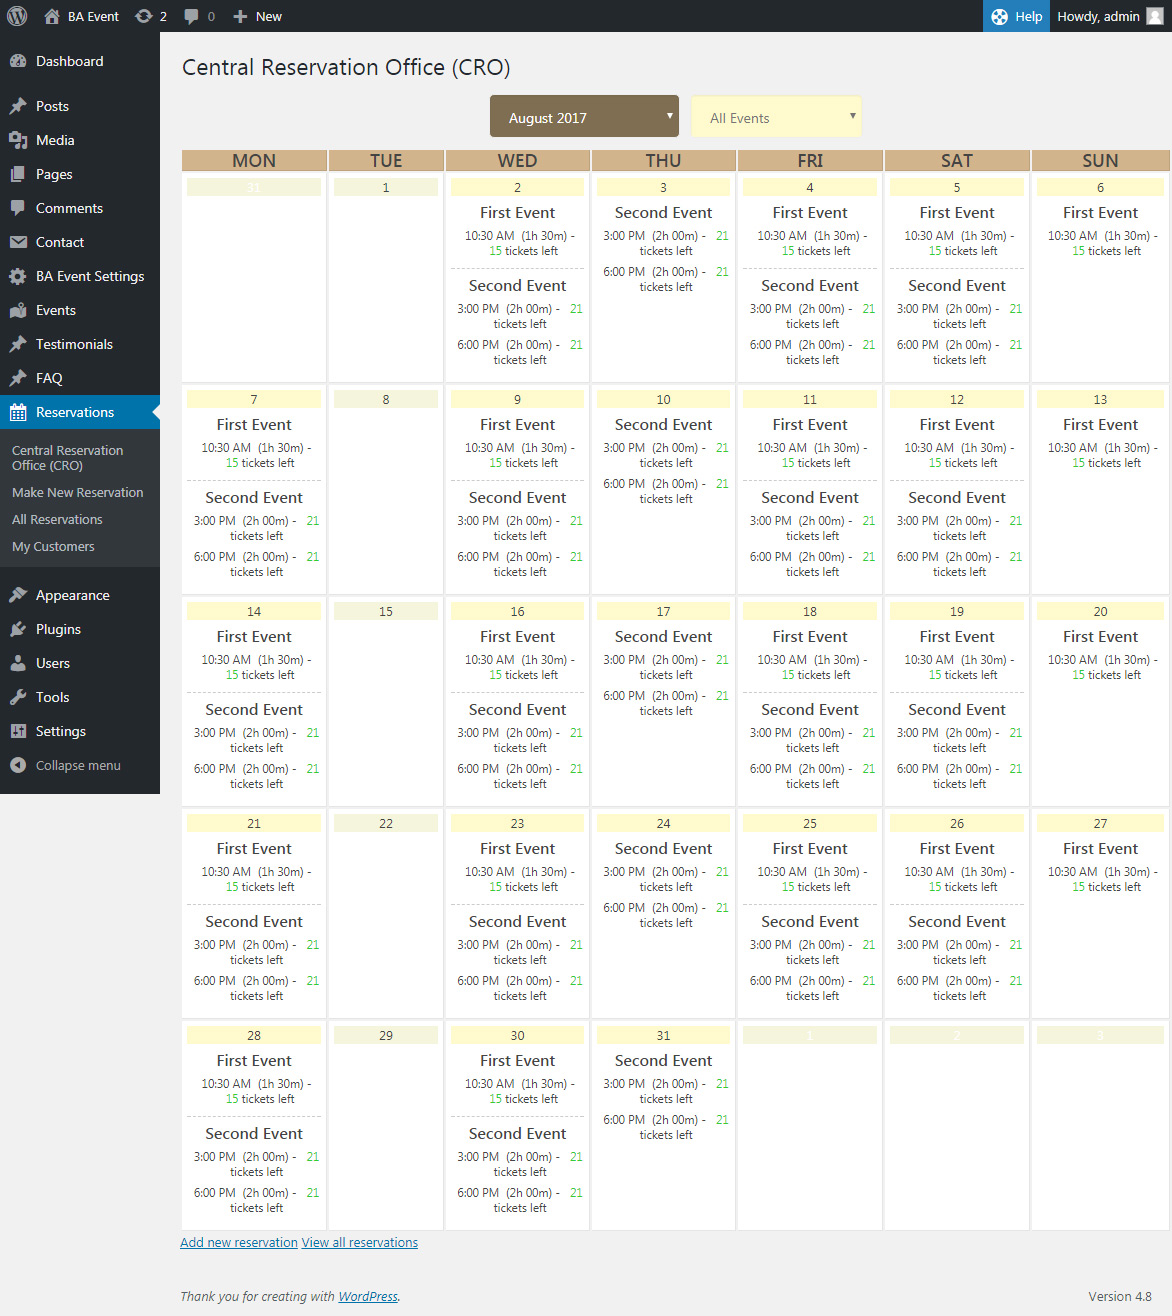 BA Event 2 0 New Help Howdy, admin
Dashboard
Posts
Media
Pages
Comments
Contact
BA Event Settings
Events
Testimonials
FAQ
Reservations
Central Reservation
Office (CRO)
Make New Reservation
All Reservations
My Customers
Appearance
Plugins
Users
Tools
Settings
Collapse menu
Central Reservation Office (CRO)
August 2017 All Events
MON TUE WED THU FRI SAT SUN
31
1
2
First Event
10:30 AM (1h 30m) -
15 tickets left
Second Event
3:00 PM (2h 00m) - 21
tickets left
6:00 PM (2h 00m) - 21
tickets left
3
Second Event
3:00 PM (2h 00m) - 21
tickets left
6:00 PM (2h 00m) - 21
tickets left
4
First Event
10:30 AM (1h 30m) -
15 tickets left
Second Event
3:00 PM (2h 00m) - 21
tickets left
6:00 PM (2h 00m) - 21
tickets left
5
First Event
10:30 AM (1h 30m) -
15 tickets left
Second Event
3:00 PM (2h 00m) - 21
tickets left
6:00 PM (2h 00m) - 21
tickets left
6
First Event
10:30 AM (1h 30m) -
15 tickets left
7
First Event
10:30 AM (1h 30m) -
15 tickets left
Second Event
3:00 PM (2h 00m) - 21
tickets left
6:00 PM (2h 00m) - 21
tickets left
8
9
First Event
10:30 AM (1h 30m) -
15 tickets left
Second Event
3:00 PM (2h 00m) - 21
tickets left
6:00 PM (2h 00m) - 21
tickets left
10
Second Event
3:00 PM (2h 00m) - 21
tickets left
6:00 PM (2h 00m) - 21
tickets left
11
First Event
10:30 AM (1h 30m) -
15 tickets left
Second Event
3:00 PM (2h 00m) - 21
tickets left
6:00 PM (2h 00m) - 21
tickets left
12
First Event
10:30 AM (1h 30m) -
15 tickets left
Second Event
3:00 PM (2h 00m) - 21
tickets left
6:00 PM (2h 00m) - 21
tickets left
13
First Event
10:30 AM (1h 30m) -
15 tickets left
14
First Event
10:30 AM (1h 30m) -
15 tickets left
Second Event
3:00 PM (2h 00m) - 21
tickets left
6:00 PM (2h 00m) - 21
tickets left
15
16
First Event
10:30 AM (1h 30m) -
15 tickets left
Second Event
3:00 PM (2h 00m) - 21
tickets left
6:00 PM (2h 00m) - 21
tickets left
17
Second Event
3:00 PM (2h 00m) - 21
tickets left
6:00 PM (2h 00m) - 21
tickets left
18
First Event
10:30 AM (1h 30m) -
15 tickets left
Second Event
3:00 PM (2h 00m) - 21
tickets left
6:00 PM (2h 00m) - 21
tickets left
19
First Event
10:30 AM (1h 30m) -
15 tickets left
Second Event
3:00 PM (2h 00m) - 21
tickets left
6:00 PM (2h 00m) - 21
tickets left
20
First Event
10:30 AM (1h 30m) -
15 tickets left
21
First Event
10:30 AM (1h 30m) -
15 tickets left
Second Event
3:00 PM (2h 00m) - 21
tickets left
6:00 PM (2h 00m) - 21
tickets left
22
23
First Event
10:30 AM (1h 30m) -
15 tickets left
Second Event
3:00 PM (2h 00m) - 21
tickets left
6:00 PM (2h 00m) - 21
tickets left
24
Second Event
3:00 PM (2h 00m) - 21
tickets left
6:00 PM (2h 00m) - 21
tickets left
25
First Event
10:30 AM (1h 30m) -
15 tickets left
Second Event
3:00 PM (2h 00m) - 21
tickets left
6:00 PM (2h 00m) - 21
tickets left
26
First Event
10:30 AM (1h 30m) -
15 tickets left
Second Event
3:00 PM (2h 00m) - 21
tickets left
6:00 PM (2h 00m) - 21
tickets left
27
First Event
10:30 AM (1h 30m) -
15 tickets left
28
First Event
10:30 AM (1h 30m) -
15 tickets left
Second Event
3:00 PM (2h 00m) - 21
tickets left
6:00 PM (2h 00m) - 21
tickets left
29
30
First Event
10:30 AM (1h 30m) -
15 tickets left
Second Event
3:00 PM (2h 00m) - 21
tickets left
6:00 PM (2h 00m) - 21
tickets left
31
Second Event
3:00 PM (2h 00m) - 21
tickets left
6:00 PM (2h 00m) - 21
tickets left
1
2
3
Add new reservation View all reservations
Thank you for creating with WordPress. Version 4.8